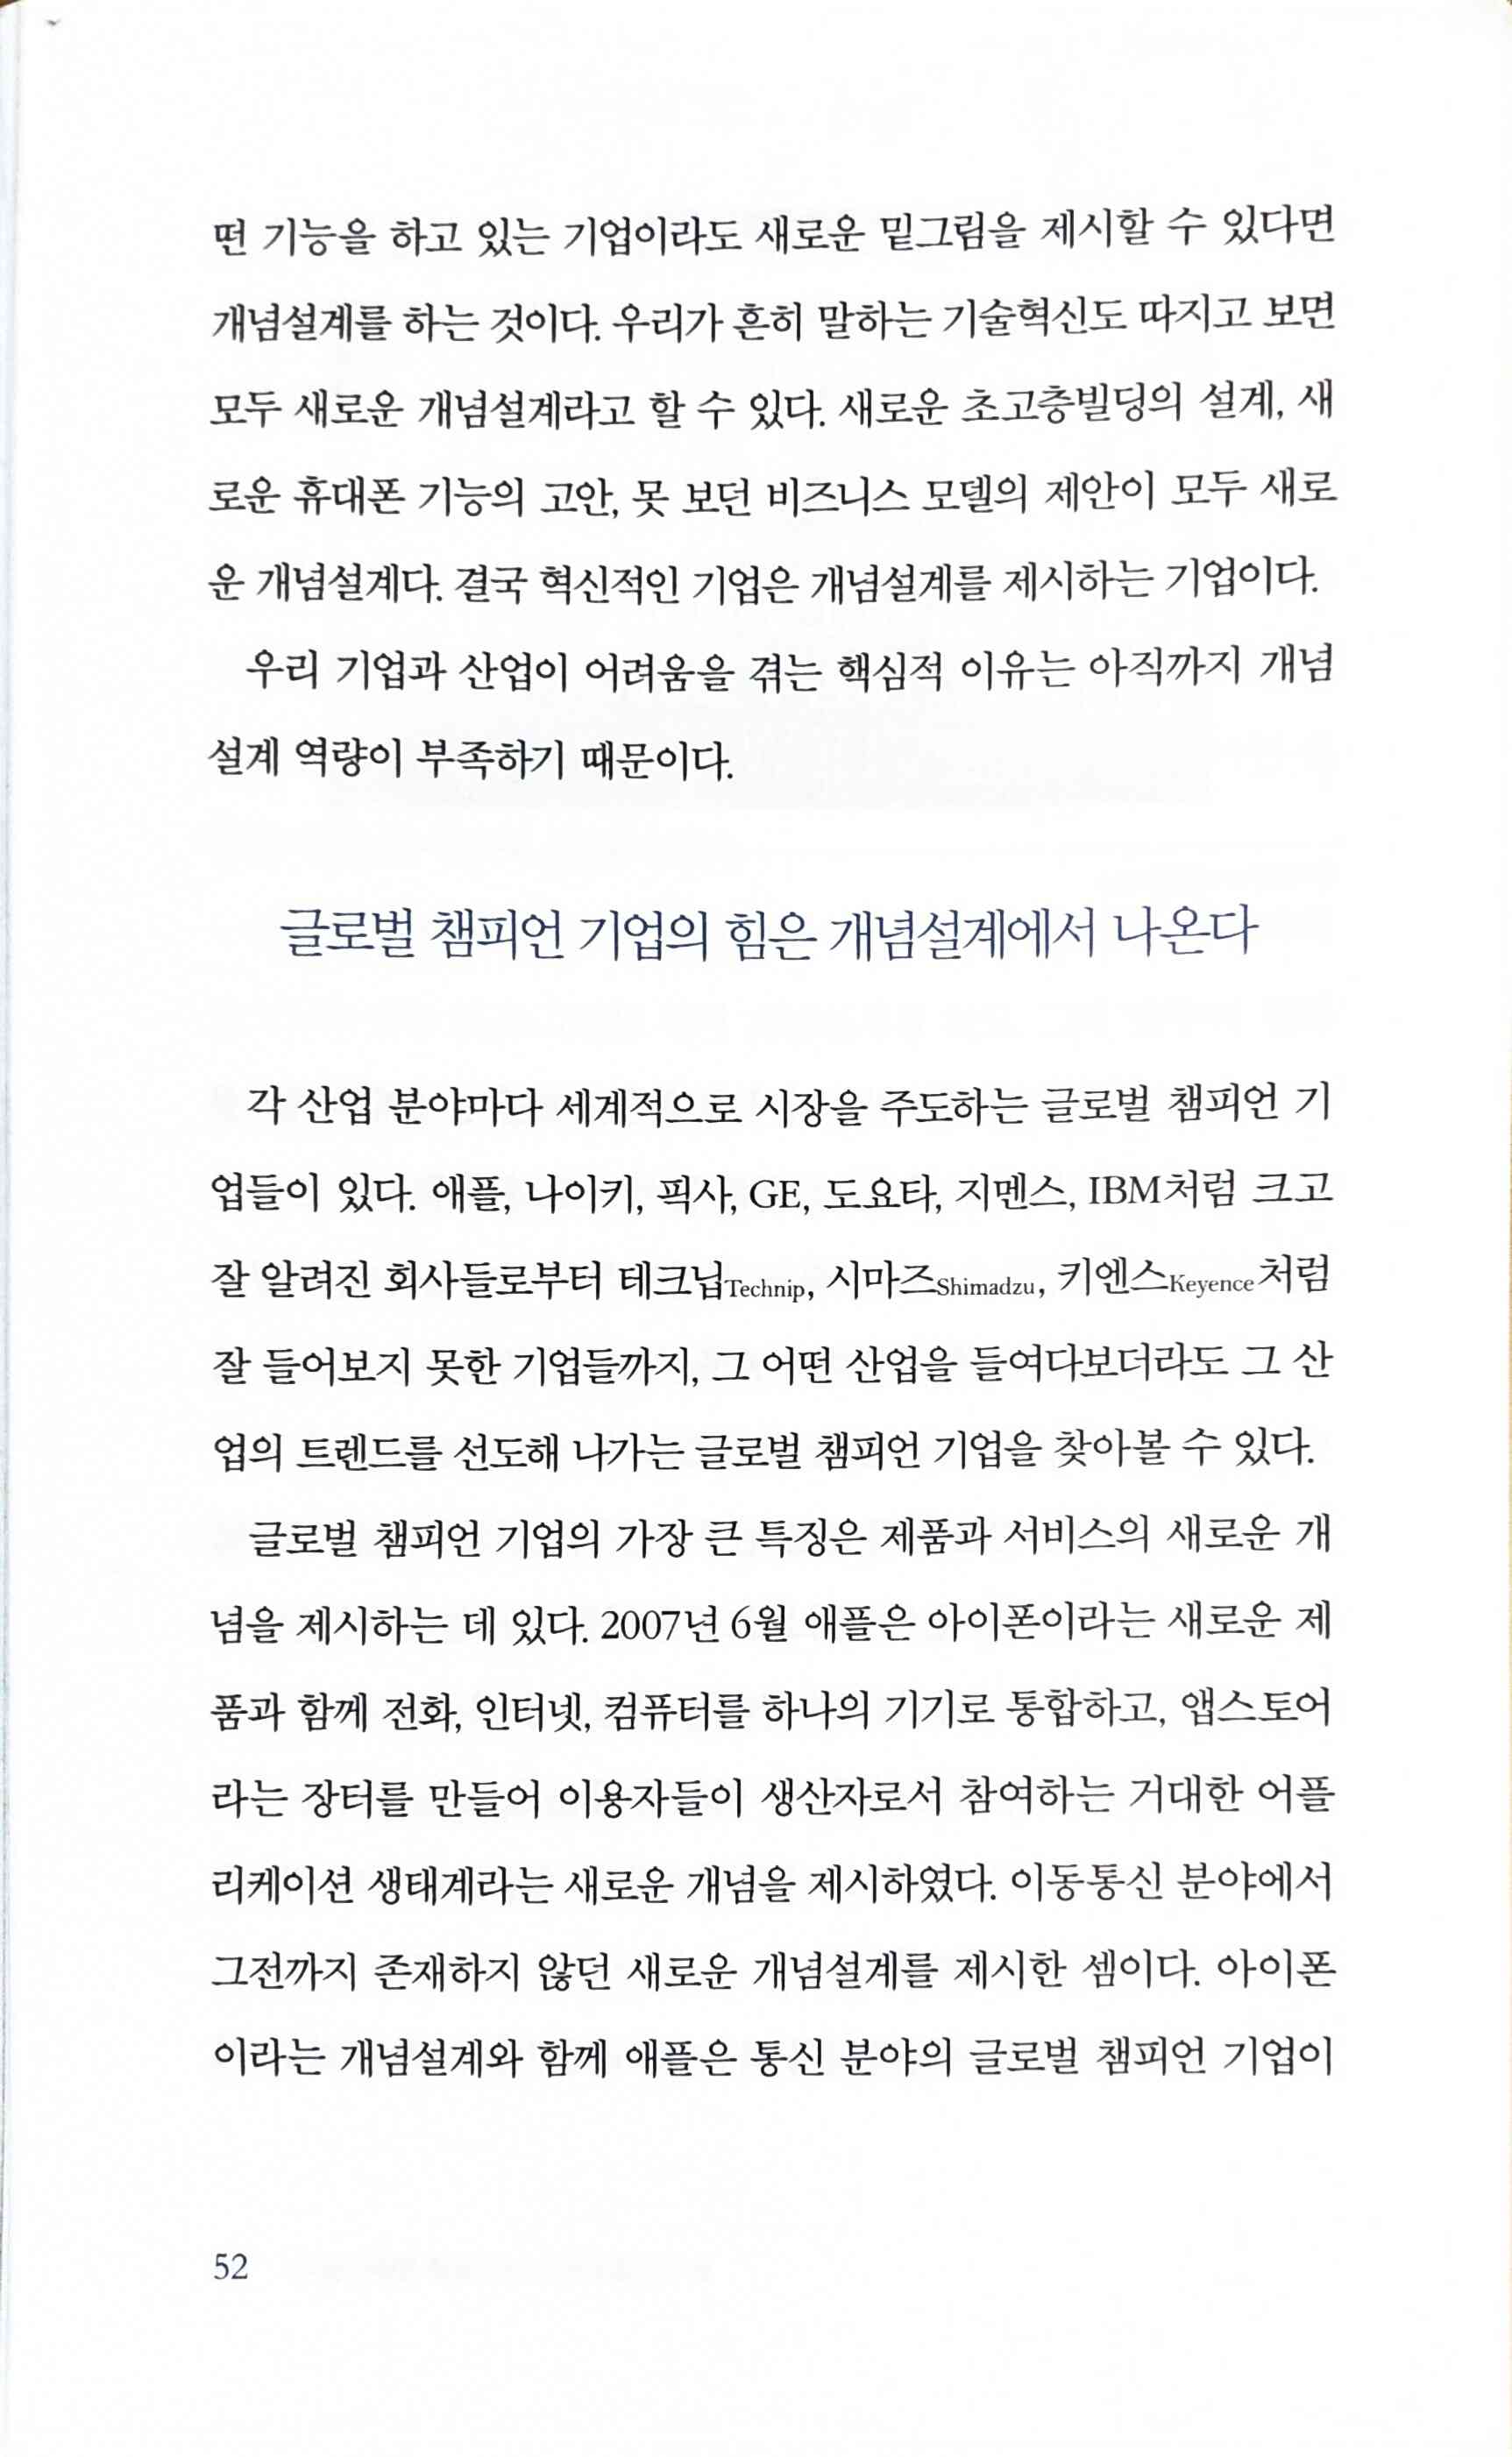 떤 기능을 하고 있는 기업이라도 새로운 밑그림을 제시할 수 있다면
개념설계를 하는 것이다. 우리가 흔히 말하는 기술혁신도 따지고 보면
모두 새로운 개념설계라고 할 수 있다. 새로운 초고층빌딩의 설계, 새
로운 휴대폰 기능의 고안, 못 보던 비즈니스 모델의 제안이 모두 새로
운 개념설계다. 결국 혁신적인 기업은 개념설계를 제시하는 기업이다.
우리 기업과 산업이 어려움을 겪는 핵심적 이유는 아직까지 개념
설계 역량이 부족하기 때문이다.
글로벌 챔피언 기업의 힘은 개념설계에서 나온다
각 산업 분야마다 세계적으로 시장을 주도하는 글로벌 챔피언 기
업들이 있다. 애플, 나이키, 픽사, GE, 도요타, 지멘스, IBM처럼 크고
잘 알려진 회사들로부터 테크닙Technip, 시마즈Shimadzu, 키엔스Keyence처럼
잘 들어보지 못한 기업들까지, 그 어떤 산업을 들여다보더라도 그 산
업의 트렌드를 선도해 나가는 글로벌 챔피언 기업을 찾아볼 수 있다.
글로벌 챔피언 기업의 가장 큰 특징은 제품과 서비스의 새로운 개
념을 제시하는 데 있다. 2007년 6월 애플은 아이폰이라는 새로운 제
품과 함께 전화, 인터넷, 컴퓨터를 하나의 기기로 통합하고, 앱스토어
라는 장터를 만들어 이용자들이 생산자로서 참여하는 거대한 어플
리케이션 생태계라는 새로운 개념을 제시하였다. 이동통신 분야에서
그전까지 존재하지 않던 새로운 개념설계를 제시한 셈이다. 아이폰
이라는 개념설계와 함께 애플은 통신 분야의 글로벌 챔피언 기업이
52